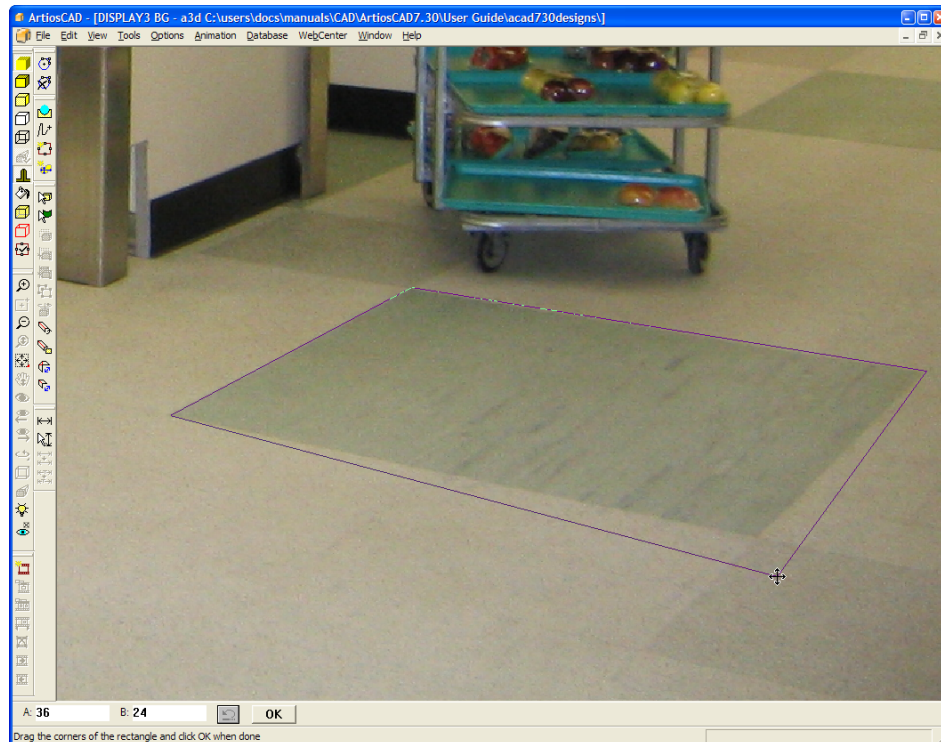 ArtiosCAD - [DISPLAY3 BG - a3d C:\users\docs\manuals\CAD\ArtiosCAD7.30\User Guide\acad730designs\]
File Edit View Tools Options Animation Database WebCenter Window Help
A: 36 B: 24 OK
Drag the corners of the rectangle and click OK when done